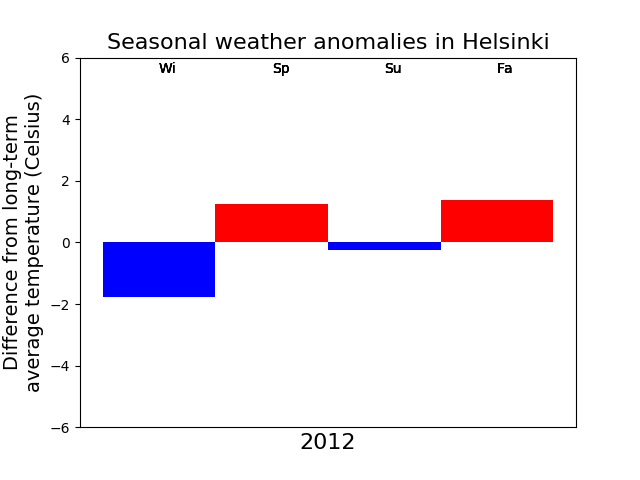 Seasonal weather anomalies in Helsinki
Wi Sp Su Fa
Difference from long-term
average temperature (Celsius)
6
4
2
0
−2
−4
−6
2012